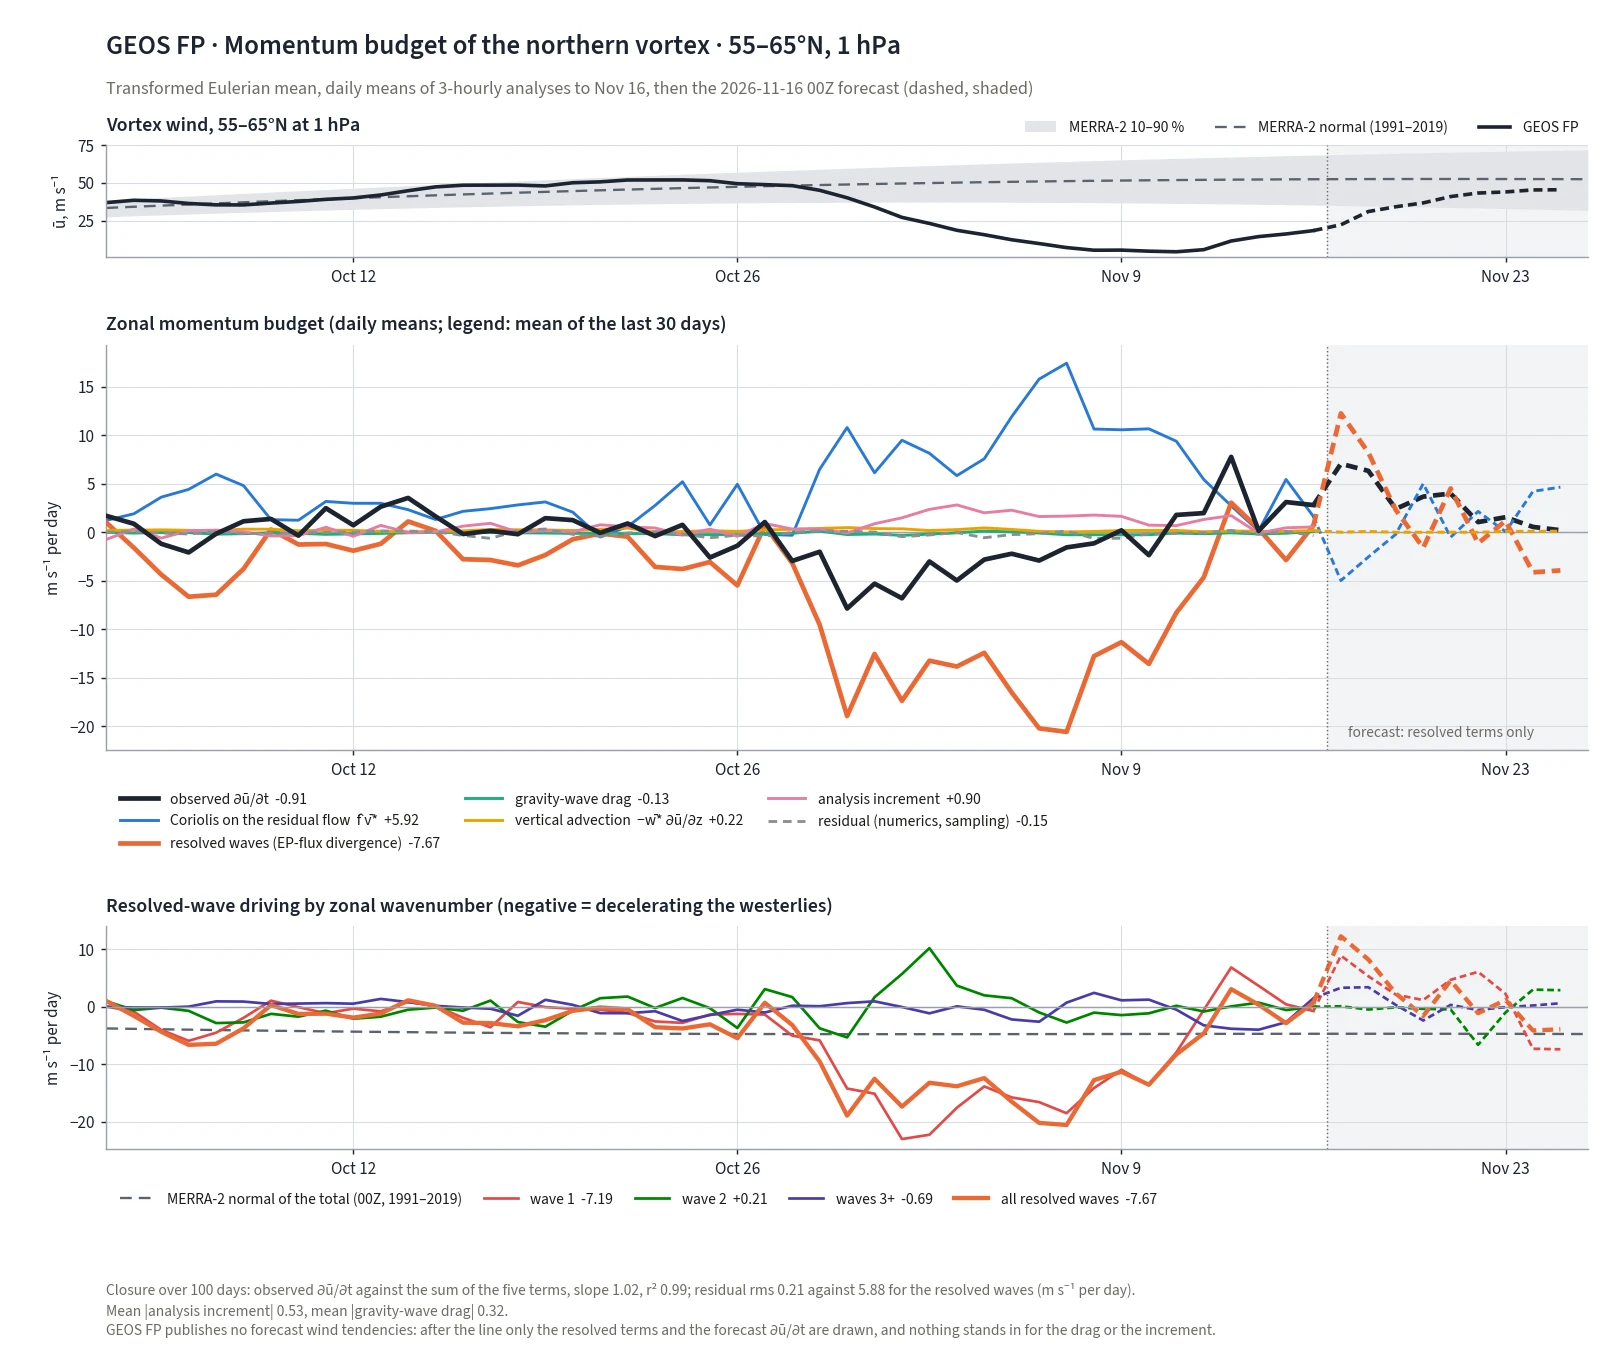 GEOS FP · Momentum budget of the northern vortex · 55–65°N, 1 hPa
Transformed Eulerian mean, daily means of 3-hourly analyses to Nov 16, then the 2026-11-16 00Z forecast (dashed, shaded)
Vortex wind, 55–65°N at 1 hPa
MERRA-2 10–90 %
MERRA-2 normal (1991–2019)
GEOS FP
ū, m s⁻¹
75
50
25
Oct 12
Oct 26
Nov 9
Nov 23
Zonal momentum budget (daily means; legend: mean of the last 30 days)
m s⁻¹ per day
15
10
5
0
−5
−10
−15
−20
forecast: resolved terms only
Oct 12
Oct 26
Nov 9
Nov 23
observed ∂ū/∂t -0.91
Coriolis on the residual flow f v̄* +5.92
resolved waves (EP-flux divergence) -7.67
gravity-wave drag -0.13
vertical advection −w̄* ∂ū/∂z +0.22
analysis increment +0.90
residual (numerics, sampling) -0.15
Resolved-wave driving by zonal wavenumber (negative = decelerating the westerlies)
m s⁻¹ per day
10
0
−10
−20
Oct 12
Oct 26
Nov 9
Nov 23
MERRA-2 normal of the total (00Z, 1991–2019)
wave 1 -7.19
wave 2 +0.21
waves 3+ -0.69
all resolved waves -7.67
Closure over 100 days: observed ∂ū/∂t against the sum of the five terms, slope 1.02, r² 0.99; residual rms 0.21 against 5.88 for the resolved waves (m s⁻¹ per day).
Mean |analysis increment| 0.53, mean |gravity-wave drag| 0.32.
GEOS FP publishes no forecast wind tendencies: after the line only the resolved terms and the forecast ∂ū/∂t are drawn, and nothing stands in for the drag or the increment.